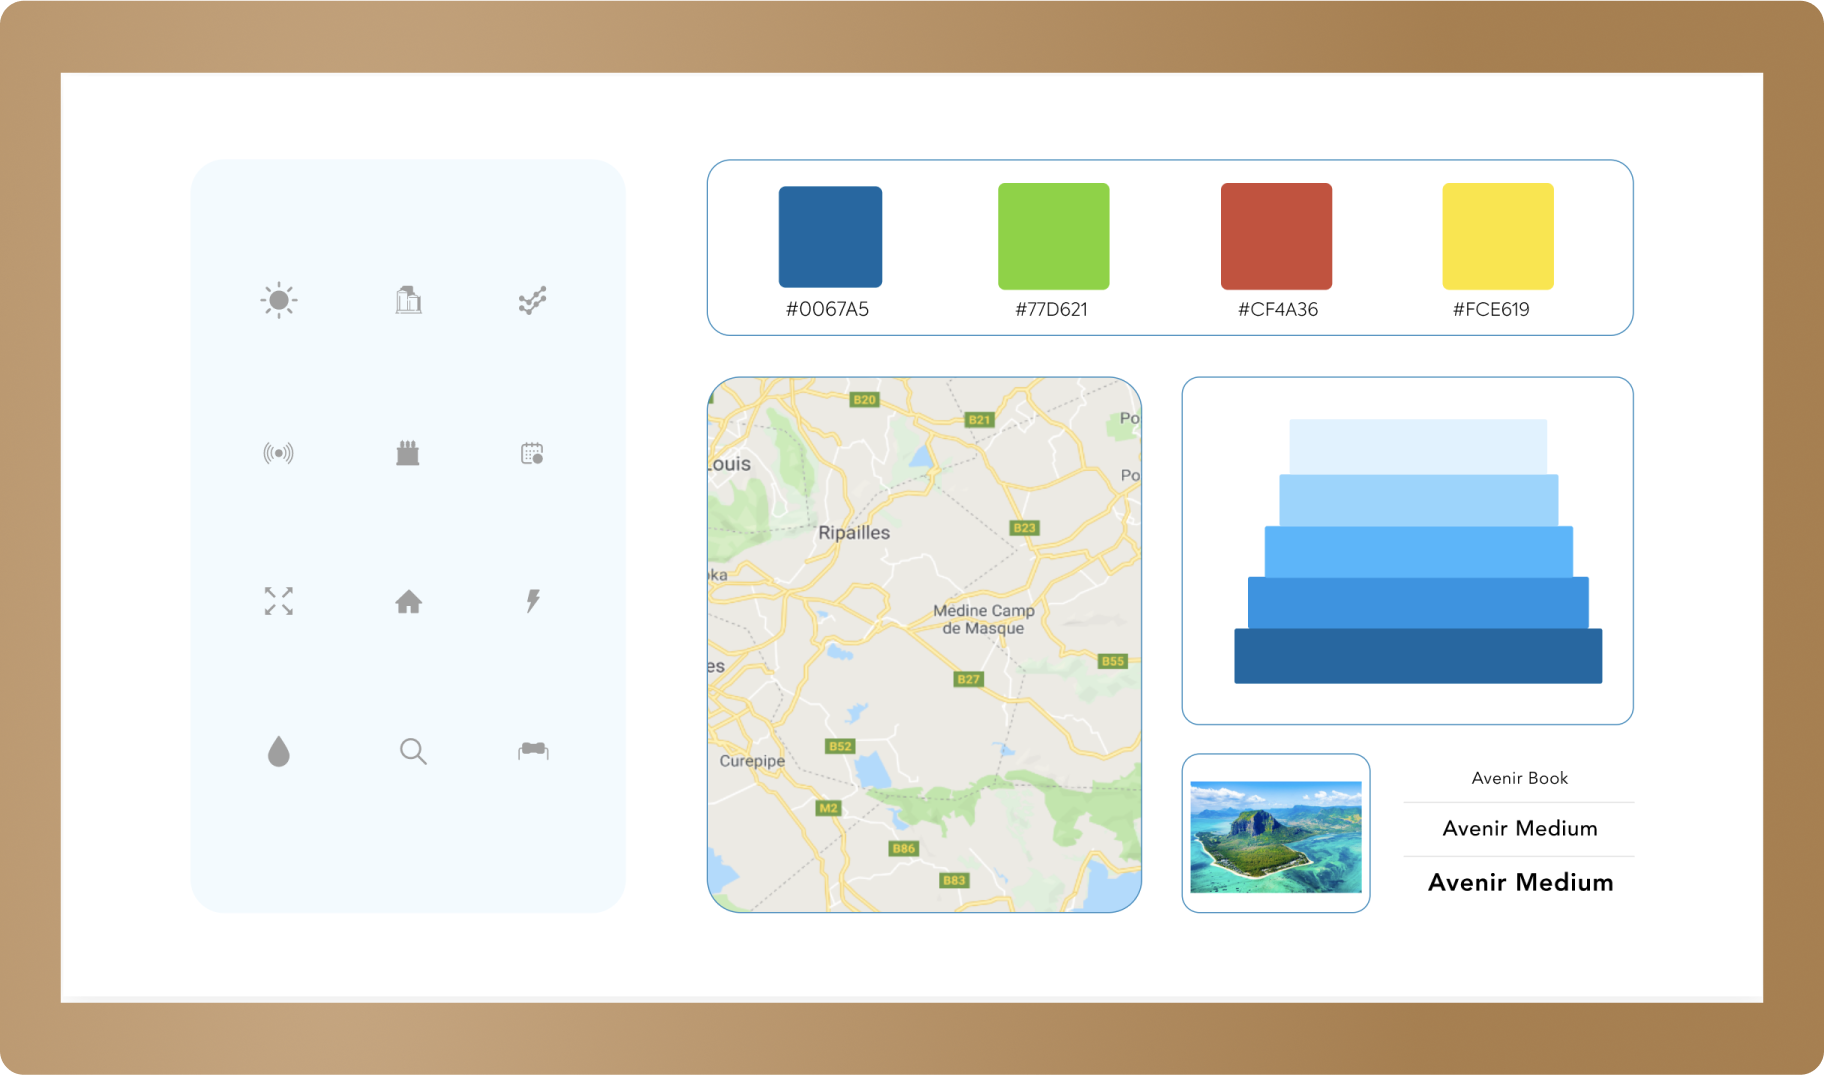 #0067A5
#77D621
#CF4A36
#FCE619
B20
B21
Po
Louis
Po
Ripailles
B23
oka
Medine Camp
de Masque
es
B55
B27
B52
Curepipe
M2
B86
B83
Avenir Book
Avenir Medium
Avenir Medium